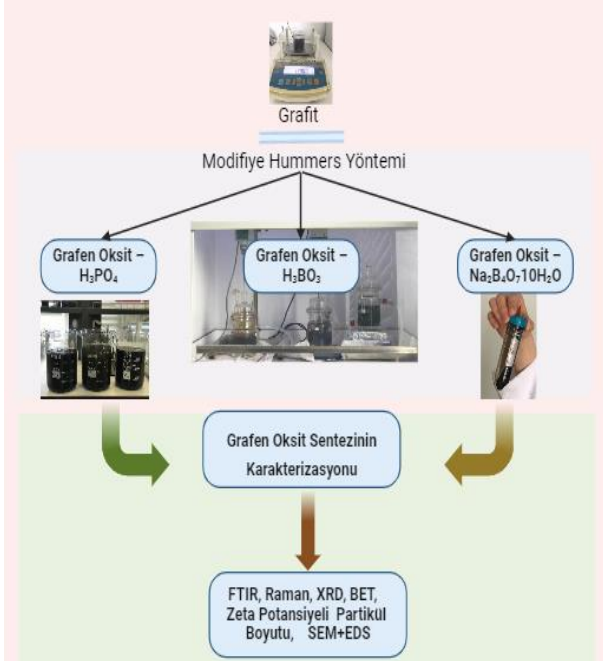 Grafit
Modifiye Hummers Yöntemi
Grafen Oksit –
H₃PO₄
Grafen Oksit –
H₃BO₃
Grafen Oksit –
Na₂B₄O₇10H₂O
Grafen Oksit Sentezinin
Karakterizasyonu
FTIR, Raman, XRD, BET,
Zeta Potansiyeli Partikül
Boyutu, SEM+EDS